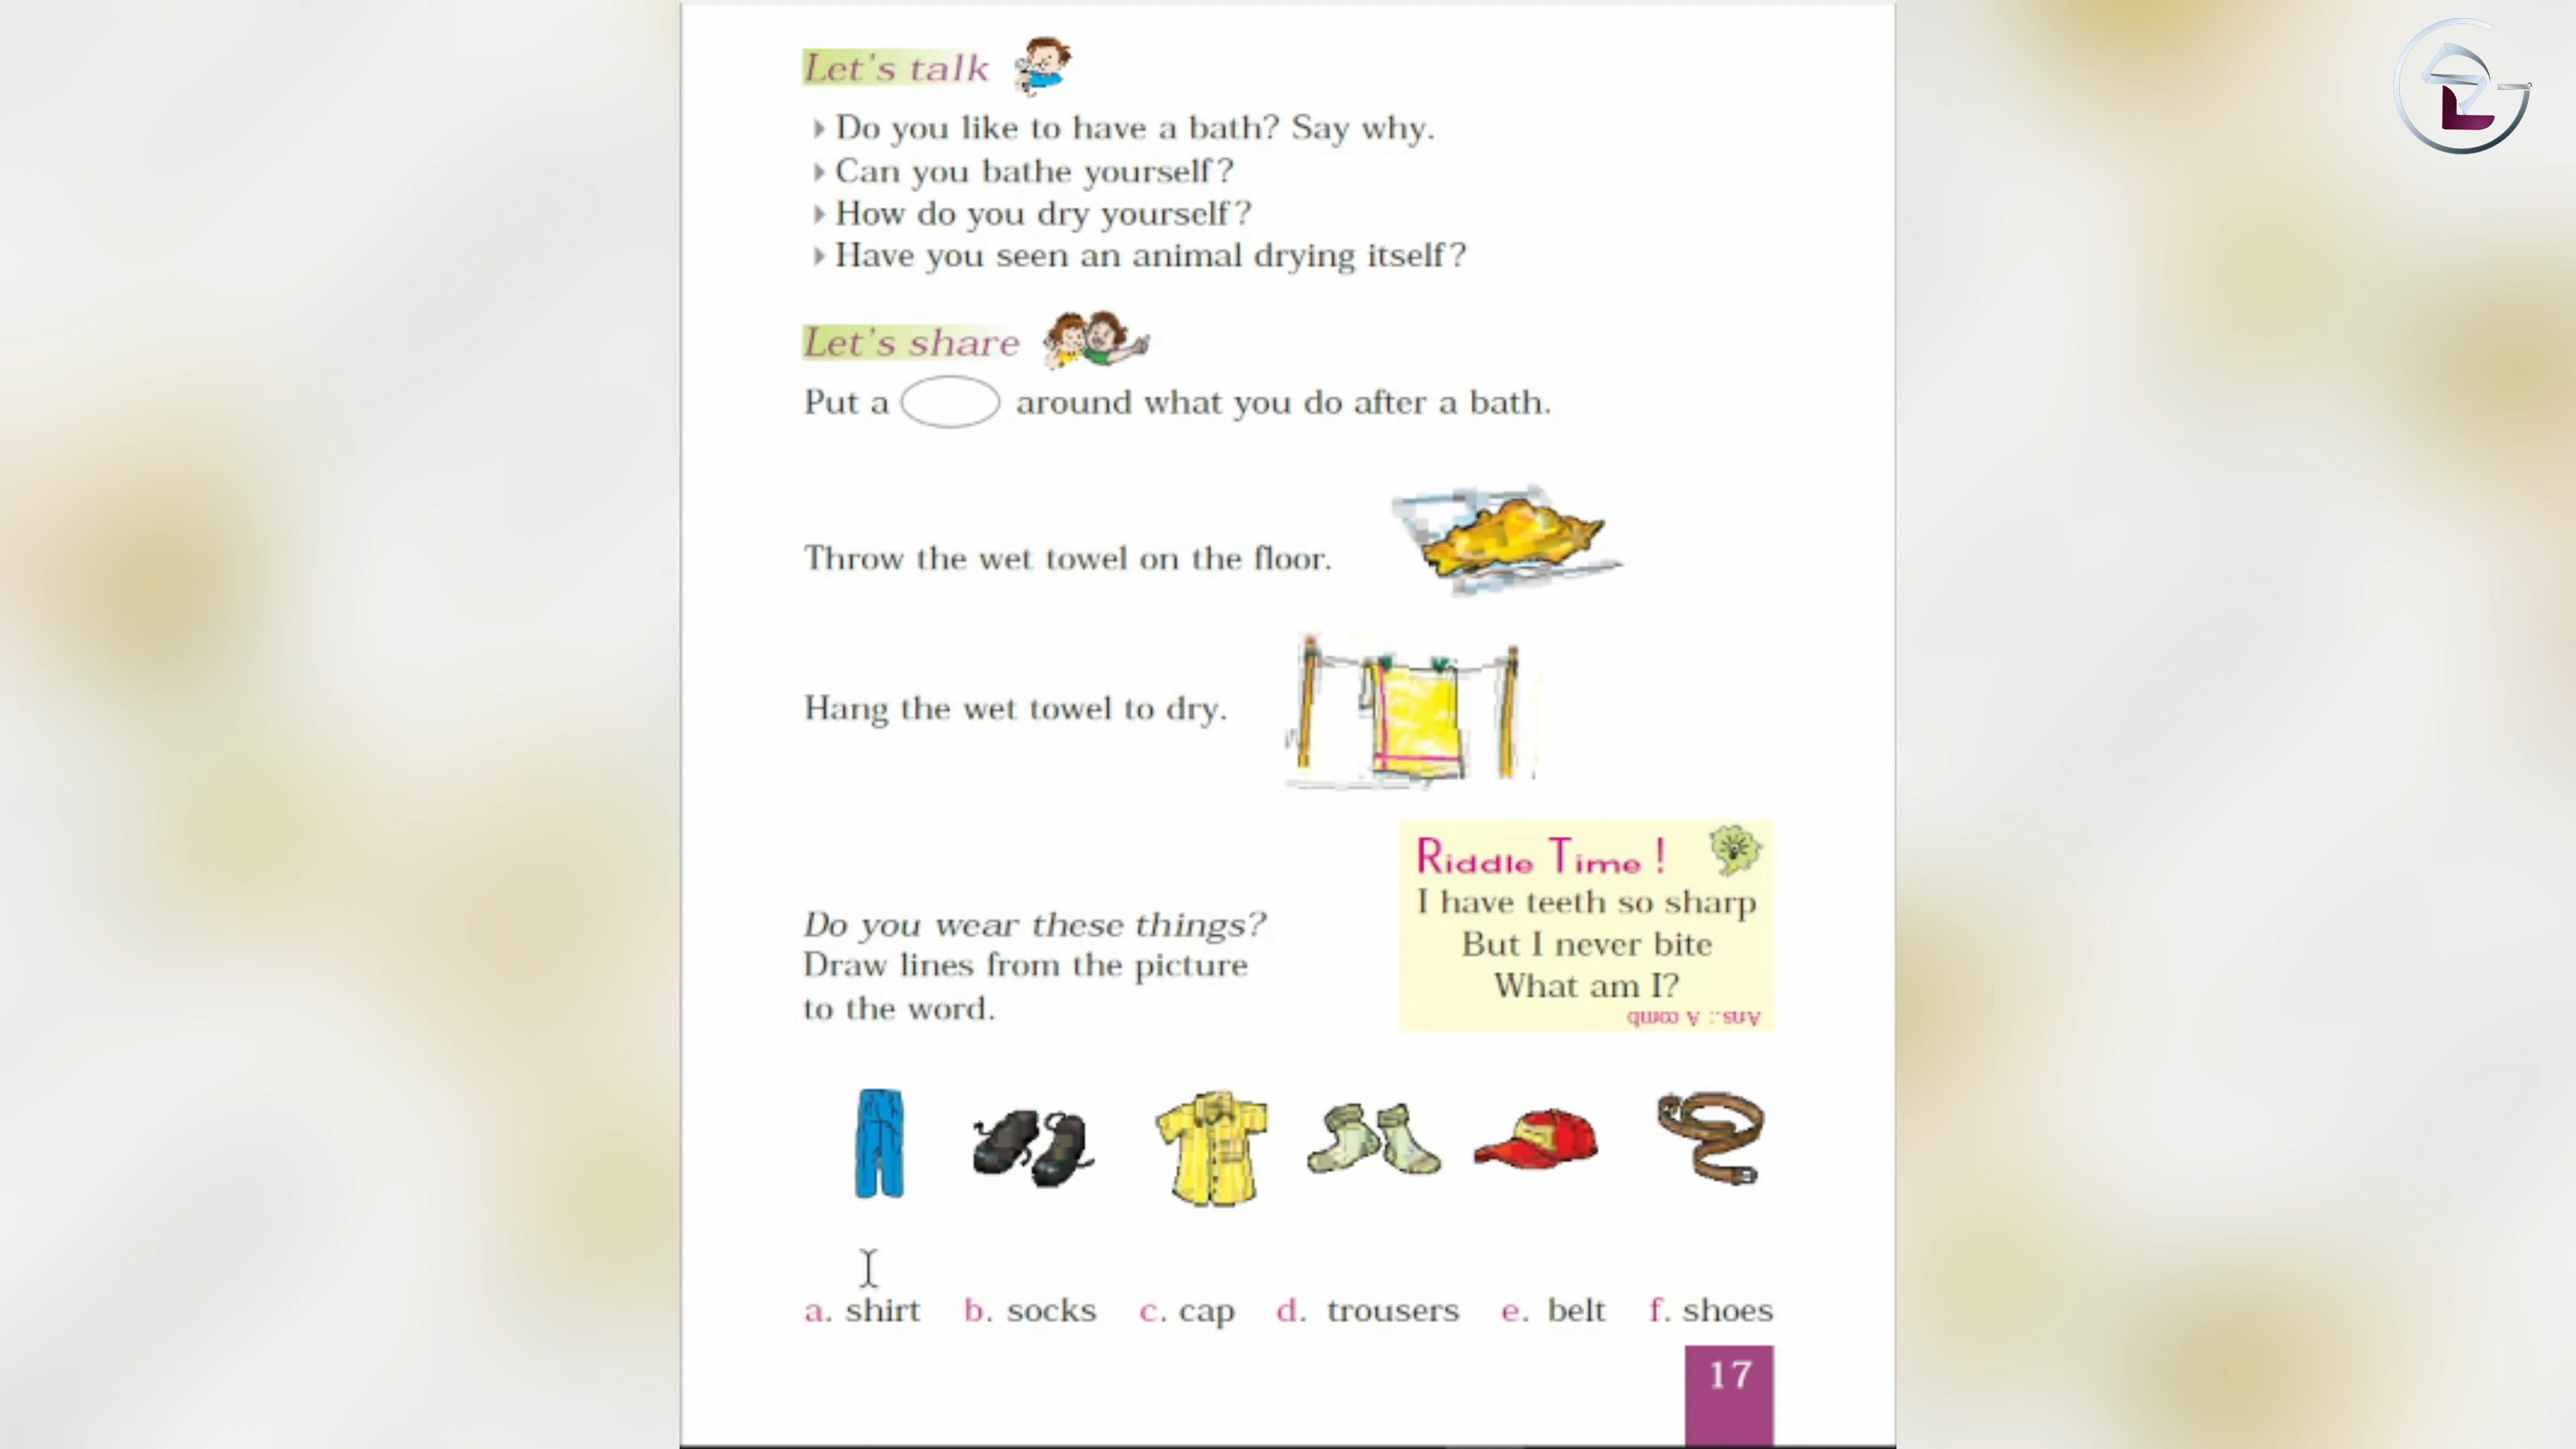 Let's talk
Do you like to have a bath? Say why.
Can you bathe yourself?
How do you dry yourself?
Have you seen an animal drying itself?
Let's share
Put a around what you do after a bath.
Throw the wet towel on the floor.
Hang the wet towel to dry.
Riddle Time !
I have teeth so sharp
But I never bite
What am I?
Ans.: A comb
Do you wear these things?
Draw lines from the picture
to the word.
a. shirt b. socks c. cap d. trousers e. belt f. shoes
17